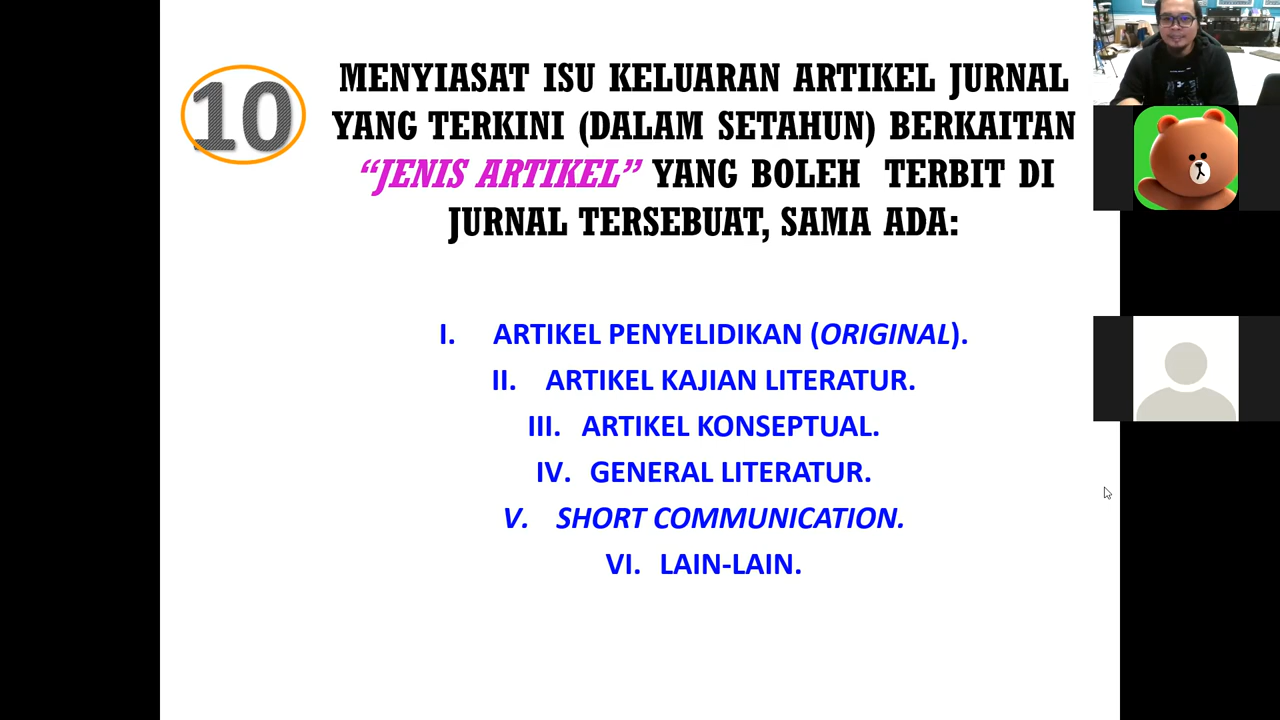 10
MENYIASAT ISU KELUARAN ARTIKEL JURNAL
YANG TERKINI (DALAM SETAHUN) BERKAITAN
“JENIS ARTIKEL” YANG BOLEH TERBIT DI
JURNAL TERSEBUAT, SAMA ADA:
I. ARTIKEL PENYELIDIKAN (ORIGINAL).
II. ARTIKEL KAJIAN LITERATUR.
III. ARTIKEL KONSEPTUAL.
IV. GENERAL LITERATUR.
V. SHORT COMMUNICATION.
VI. LAIN-LAIN.